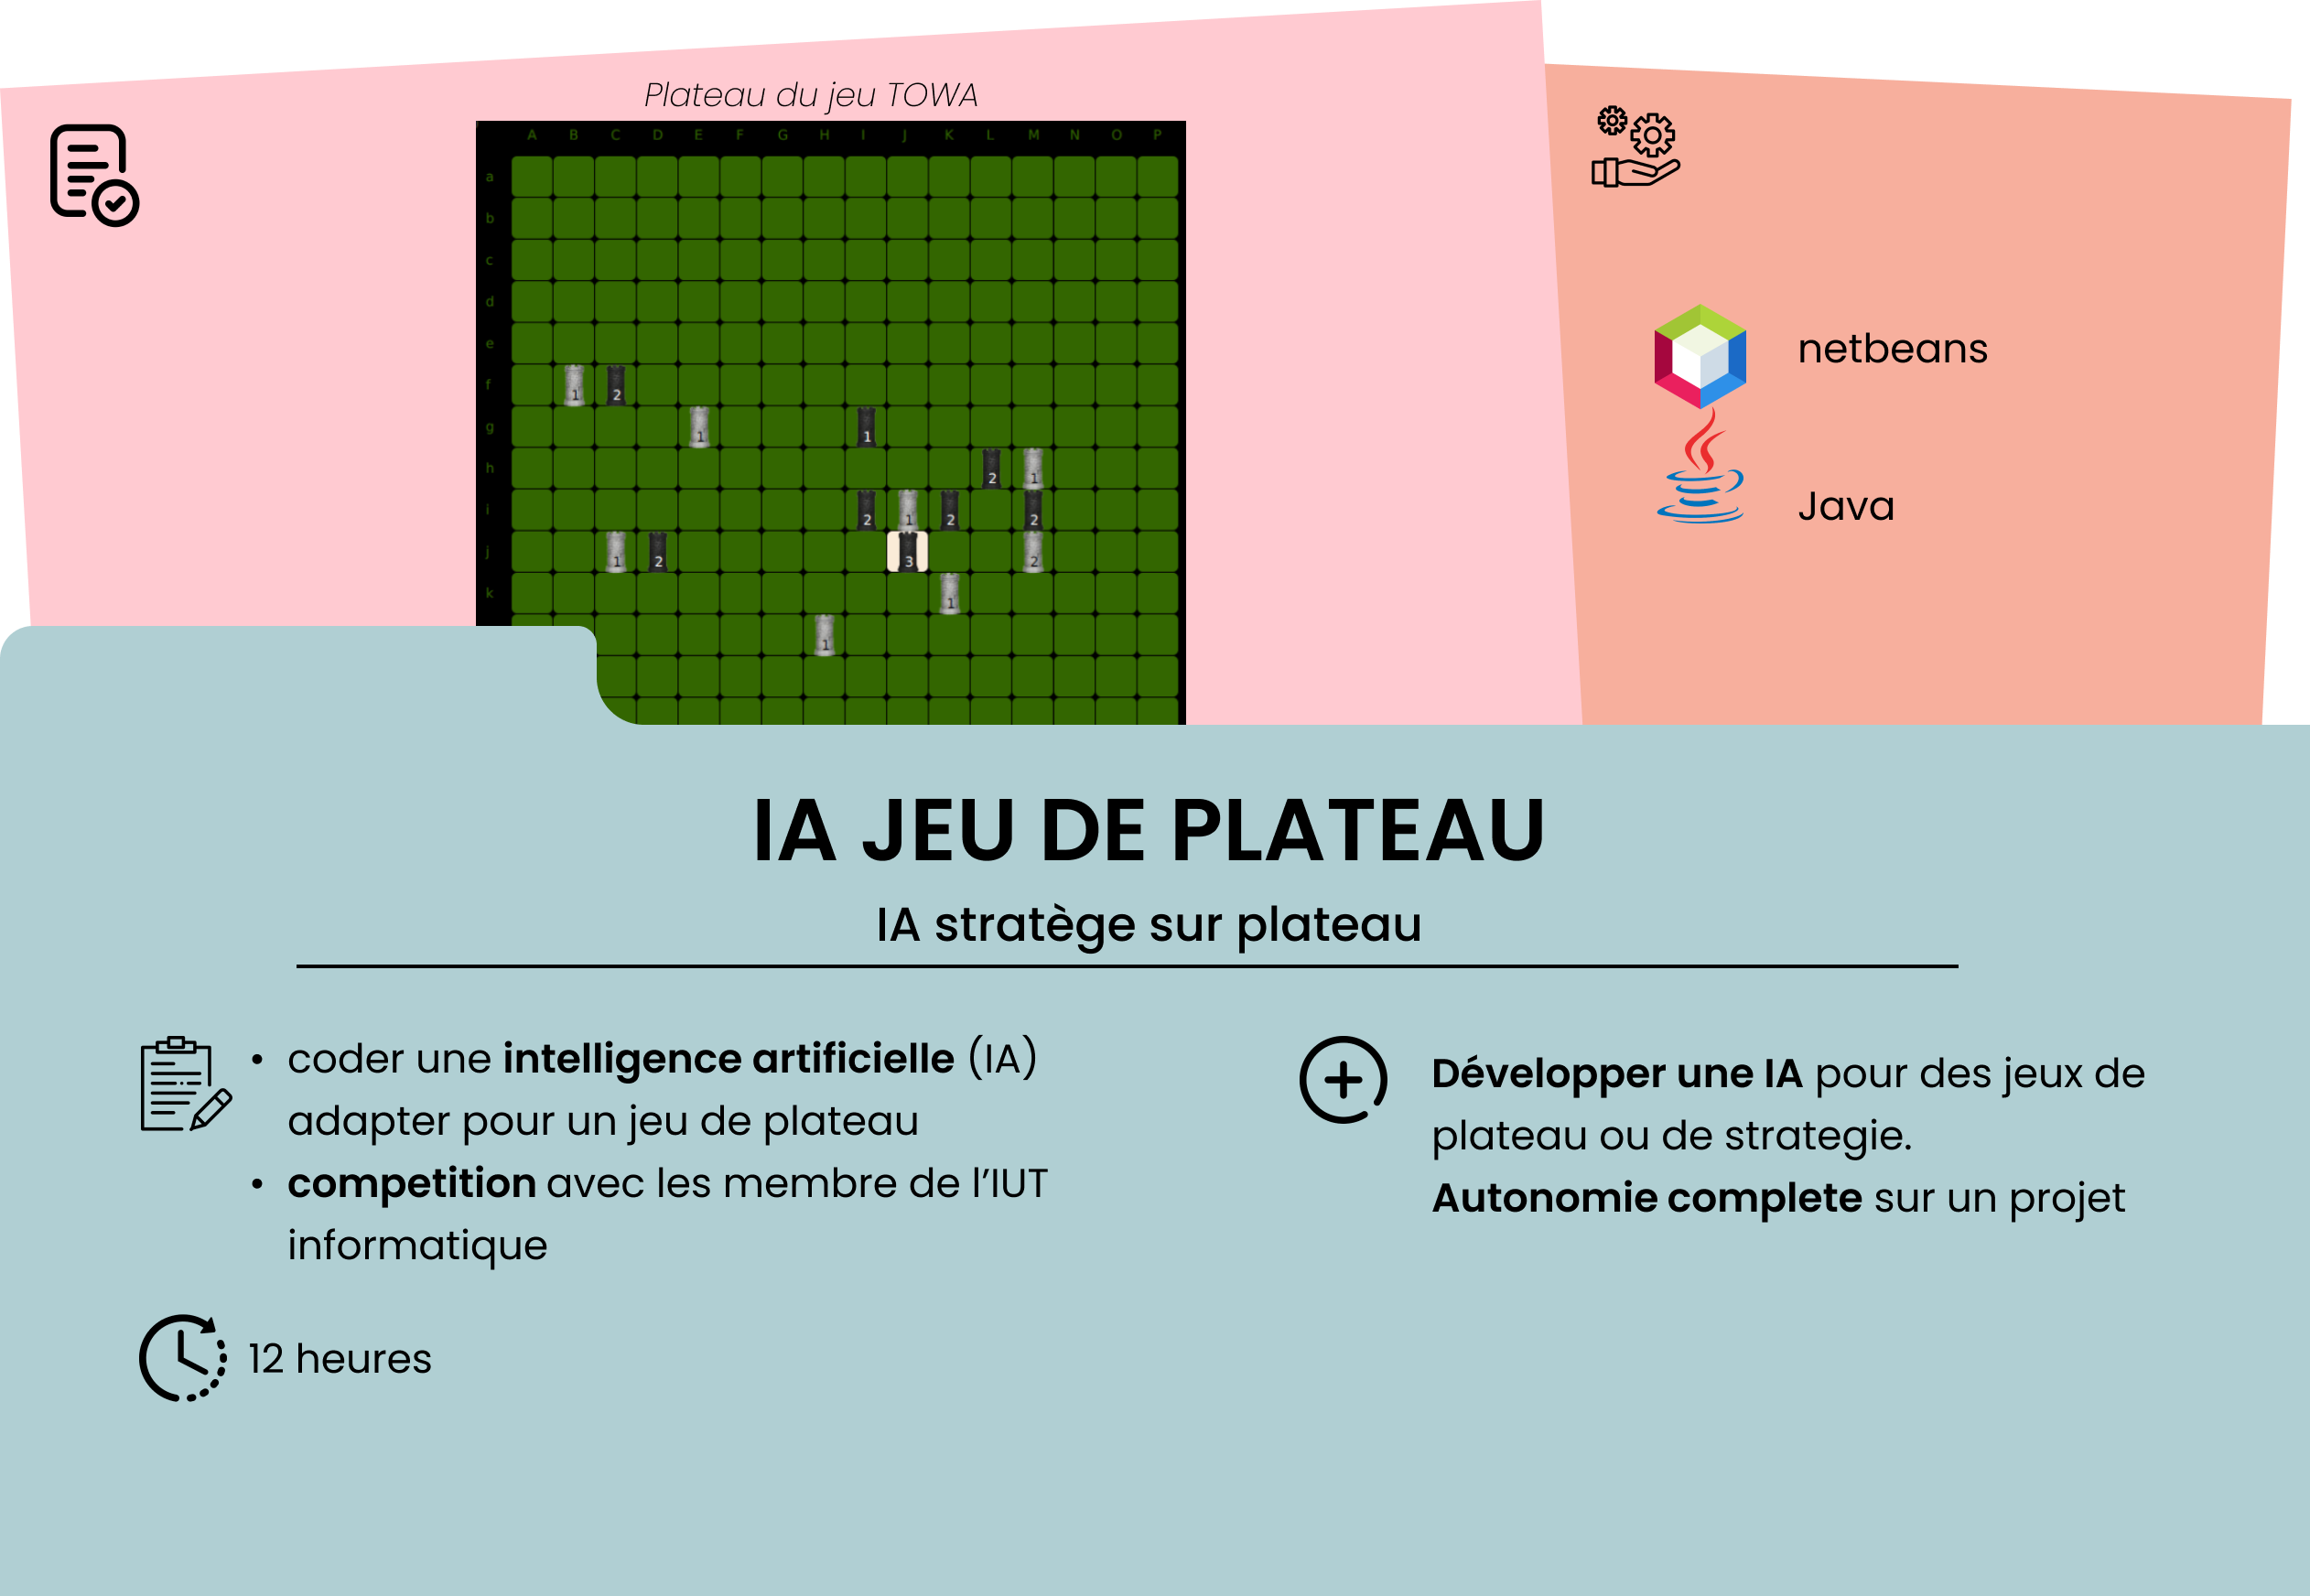 Plateau du jeu TOWA
A B C D E F G H I J K L M N O P
a
b
c
d
e
f 1 2
g 1 1
h 2 1
i 2 1 2 2
j 1 2 3 2
k 1
1
netbeans
Java
IA JEU DE PLATEAU
IA stratège sur plateau
• coder une intelligence artificielle (IA)
adapter pour un jeu de plateau
• competition avec les membre de l’IUT
informatique
12 heures
Développer une IA pour des jeux de
plateau ou de strategie.
Autonomie complete sur un projet